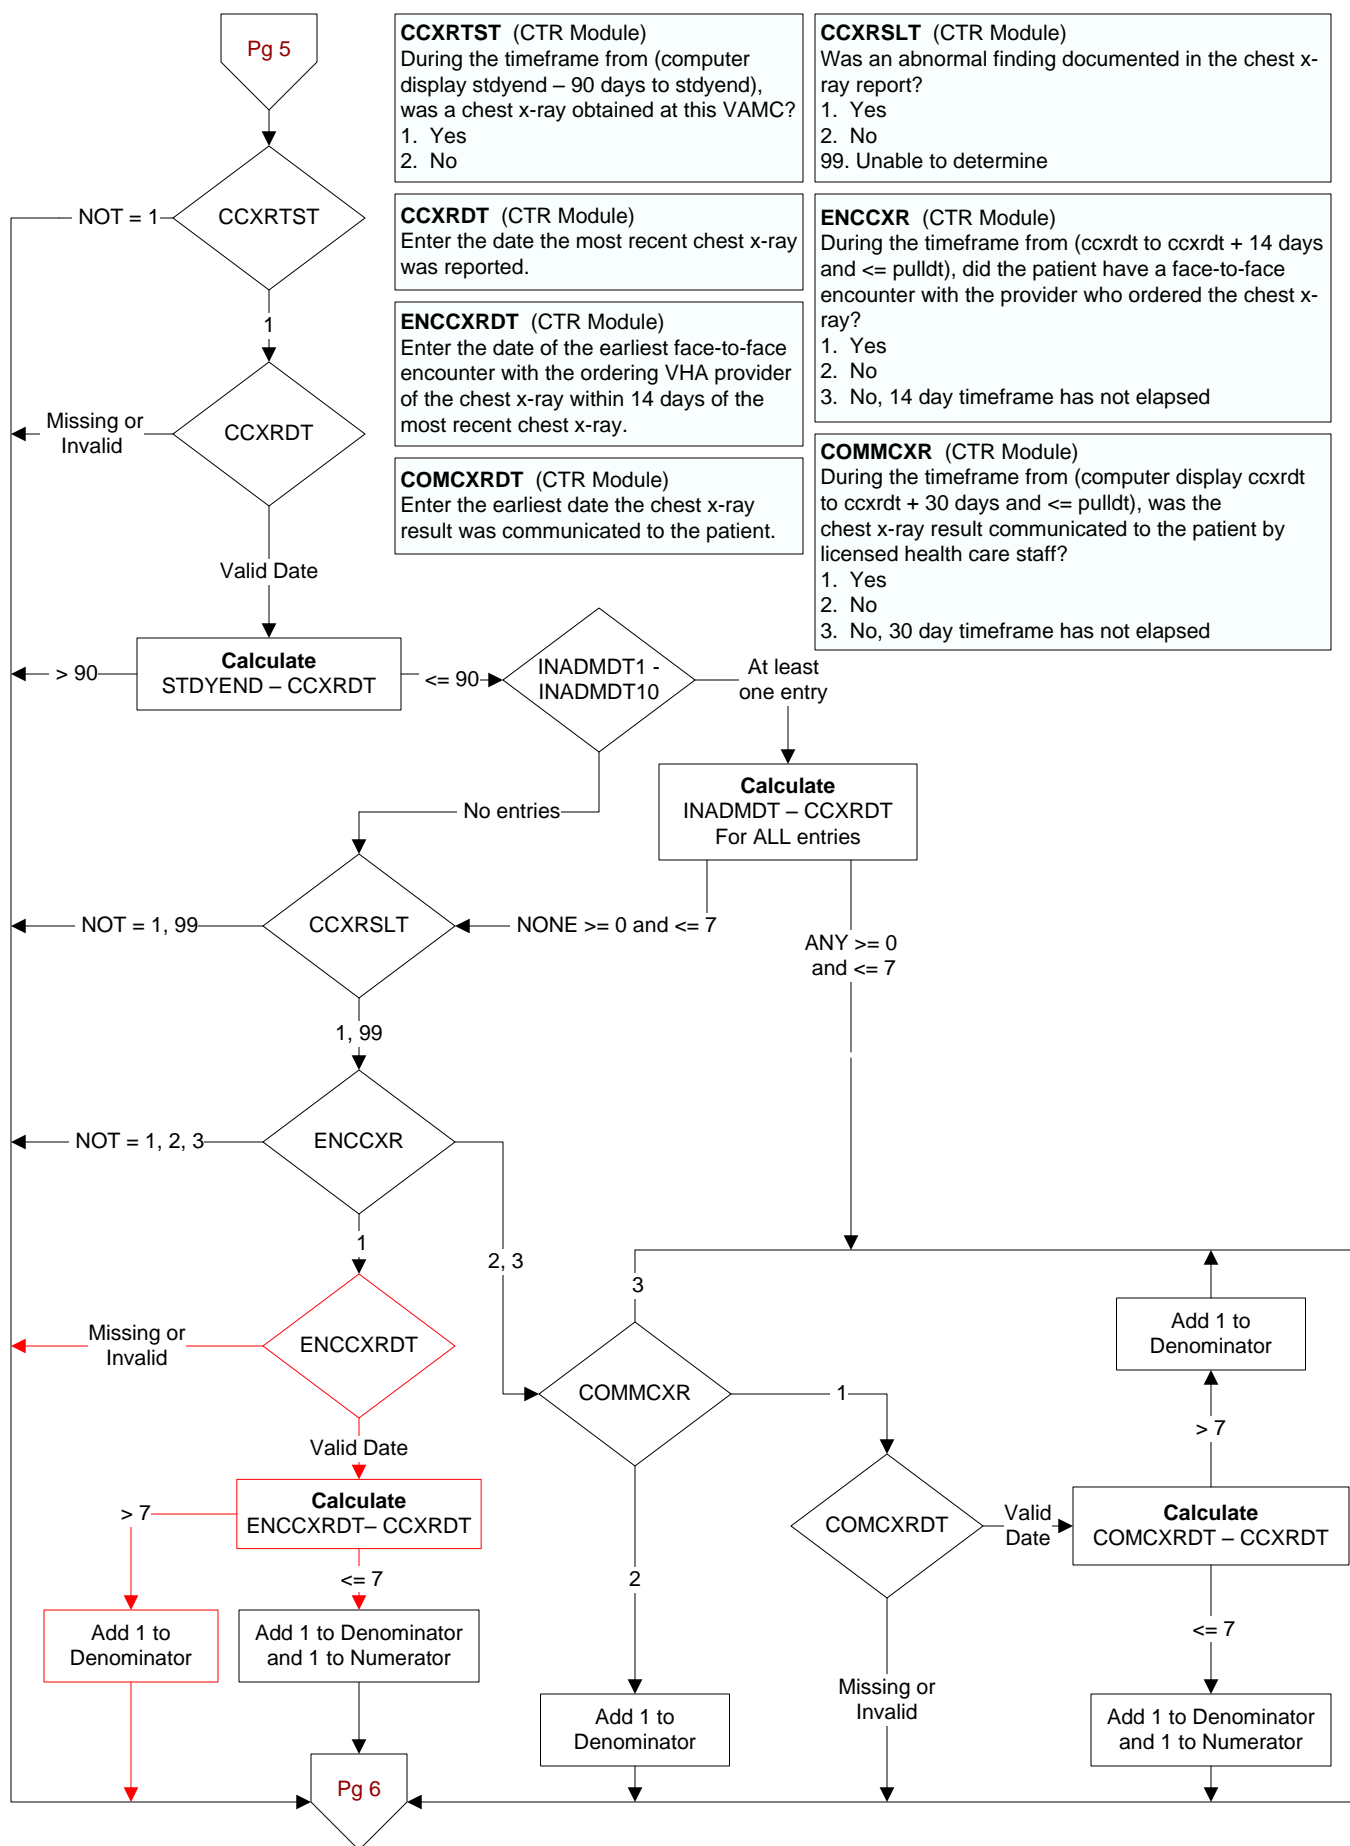 Pg 5
CCXRTST (CTR Module)
During the timeframe from (computer
display stdyend – 90 days to stdyend),
was a chest x-ray obtained at this VAMC?
1. Yes
2. No
CCXRSLT (CTR Module)
Was an abnormal finding documented in the chest x-
ray report?
1. Yes
2. No
99. Unable to determine
CCXRDT (CTR Module)
Enter the date the most recent chest x-ray
was reported.
ENCCXR (CTR Module)
During the timeframe from (ccxrdt to ccxrdt + 14 days
and <= pulldt), did the patient have a face-to-face
encounter with the provider who ordered the chest x-
ray?
1. Yes
2. No
3. No, 14 day timeframe has not elapsed
ENCCXRDT (CTR Module)
Enter the date of the earliest face-to-face
encounter with the ordering VHA provider
of the chest x-ray within 14 days of the
most recent chest x-ray.
COMMCXR (CTR Module)
During the timeframe from (computer display ccxrdt
to ccxrdt + 30 days and <= pulldt), was the
chest x-ray result communicated to the patient by
licensed health care staff?
1. Yes
2. No
3. No, 30 day timeframe has not elapsed
COMCXRDT (CTR Module)
Enter the earliest date the chest x-ray
result was communicated to the patient.
NOT = 1
CCXRTST
1
Missing or
Invalid
CCXRDT
Valid Date
> 90
Calculate
STDYEND – CCXRDT
<= 90
INADMDT1 -
INADMDT10
At least
one entry
No entries
Calculate
INADMDT – CCXRDT
For ALL entries
NOT = 1, 99
CCXRSLT
NONE >= 0 and <= 7
ANY >= 0
and <= 7
1, 99
NOT = 1, 2, 3
ENCCXR
1
2, 3
3
Missing or
Invalid
ENCCXRDT
Add 1 to
Denominator
COMMCXR
1
> 7
Valid Date
Calculate
ENCCXRDT– CCXRDT
> 7
<= 7
COMCXRDT
Valid
Date
Calculate
COMCXRDT – CCXRDT
2
<= 7
Add 1 to
Denominator
Add 1 to Denominator
and 1 to Numerator
Missing or
Invalid
Add 1 to
Denominator
Add 1 to Denominator
and 1 to Numerator
Pg 6